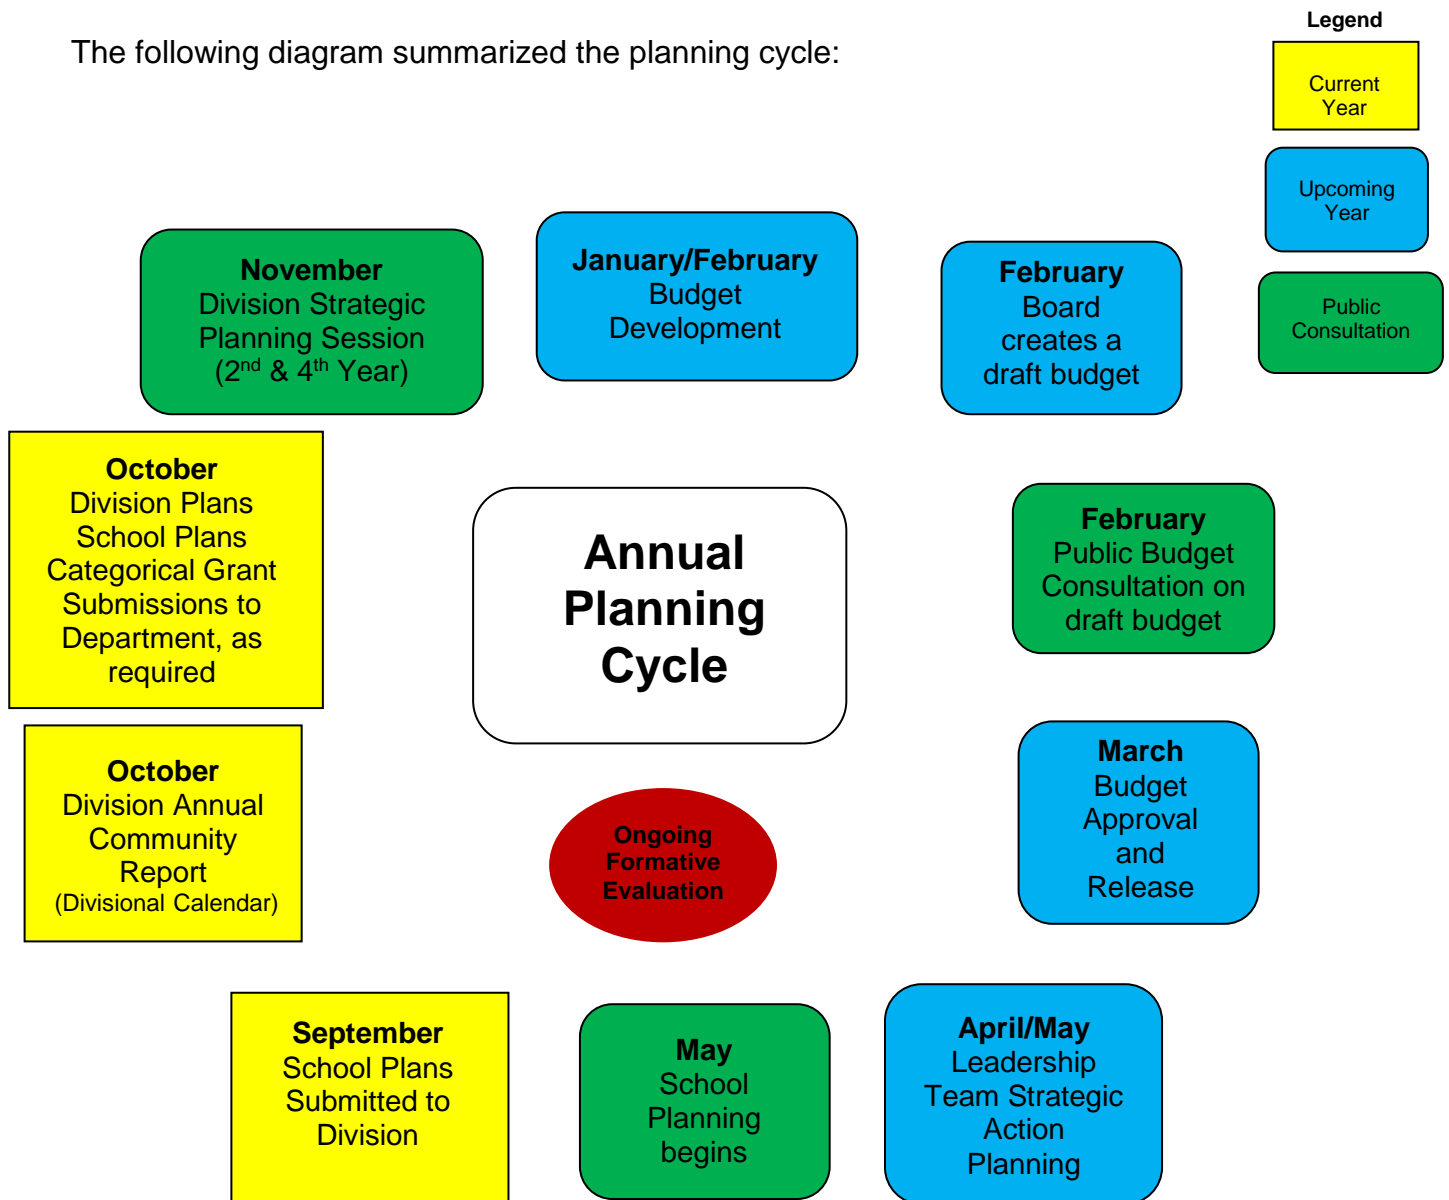 The following diagram summarized the planning cycle:
Legend
Current
Year
Upcoming
Year
Public
Consultation
November
Division Strategic
Planning Session
(2nd & 4th Year)
January/February
Budget
Development
February
Board
creates a
draft budget
October
Division Plans
School Plans
Categorical Grant
Submissions to
Department, as
required
Annual
Planning
Cycle
February
Public Budget
Consultation on
draft budget
October
Division Annual
Community
Report
(Divisional Calendar)
Ongoing
Formative
Evaluation
March
Budget
Approval
and
Release
September
School Plans
Submitted to
Division
May
School
Planning
begins
April/May
Leadership
Team Strategic
Action
Planning